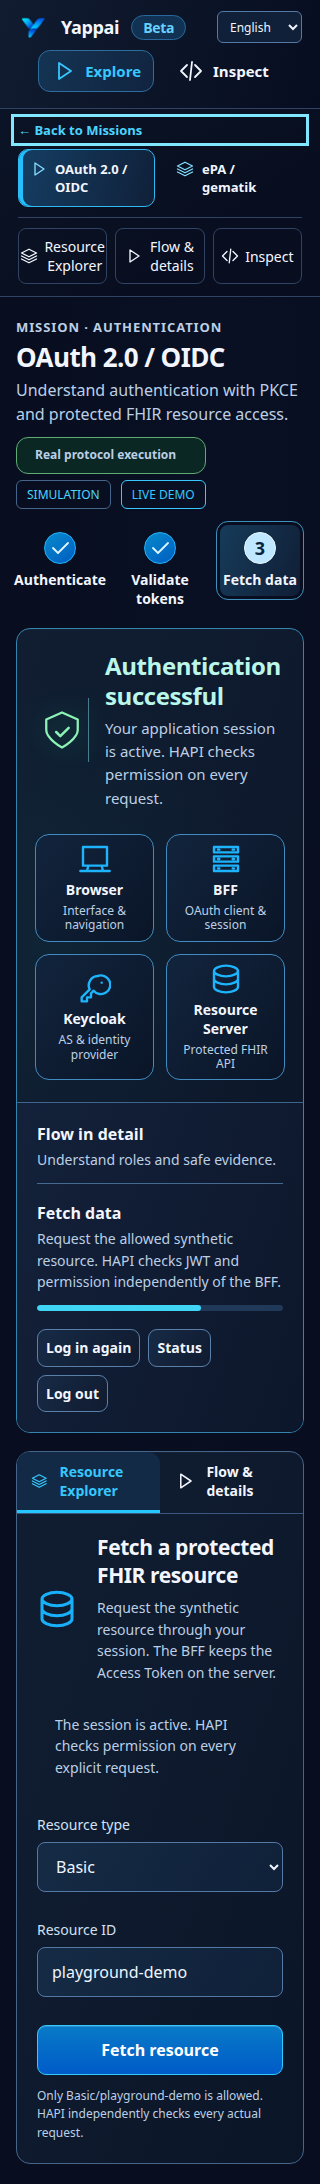 Yappai
Beta
English
Explore
Inspect
← Back to Missions
OAuth 2.0 /
OIDC
ePA /
gematik
Resource
Explorer
Flow &
details
Inspect
MISSION · AUTHENTICATION
OAuth 2.0 / OIDC
Understand authentication with PKCE
and protected FHIR resource access.
Real protocol execution
SIMULATION
LIVE DEMO
Authenticate
Validate
tokens
3
Fetch data
Authentication
successful
Your application session
is active. HAPI checks
permission on every
request.
Browser
Interface &
navigation
BFF
OAuth client &
session
Keycloak
AS & identity
provider
Resource
Server
Protected FHIR
API
Flow in detail
Understand roles and safe evidence.
Fetch data
Request the allowed synthetic
resource. HAPI checks JWT and
permission independently of the BFF.
Log in again
Status
Log out
Resource
Explorer
Flow &
details
Fetch a protected
FHIR resource
Request the synthetic
resource through your
session. The BFF keeps the
Access Token on the server.
The session is active. HAPI
checks permission on every
explicit request.
Resource type
Basic
Resource ID
playground-demo
Fetch resource
Only Basic/playground-demo is allowed.
HAPI independently checks every actual
request.